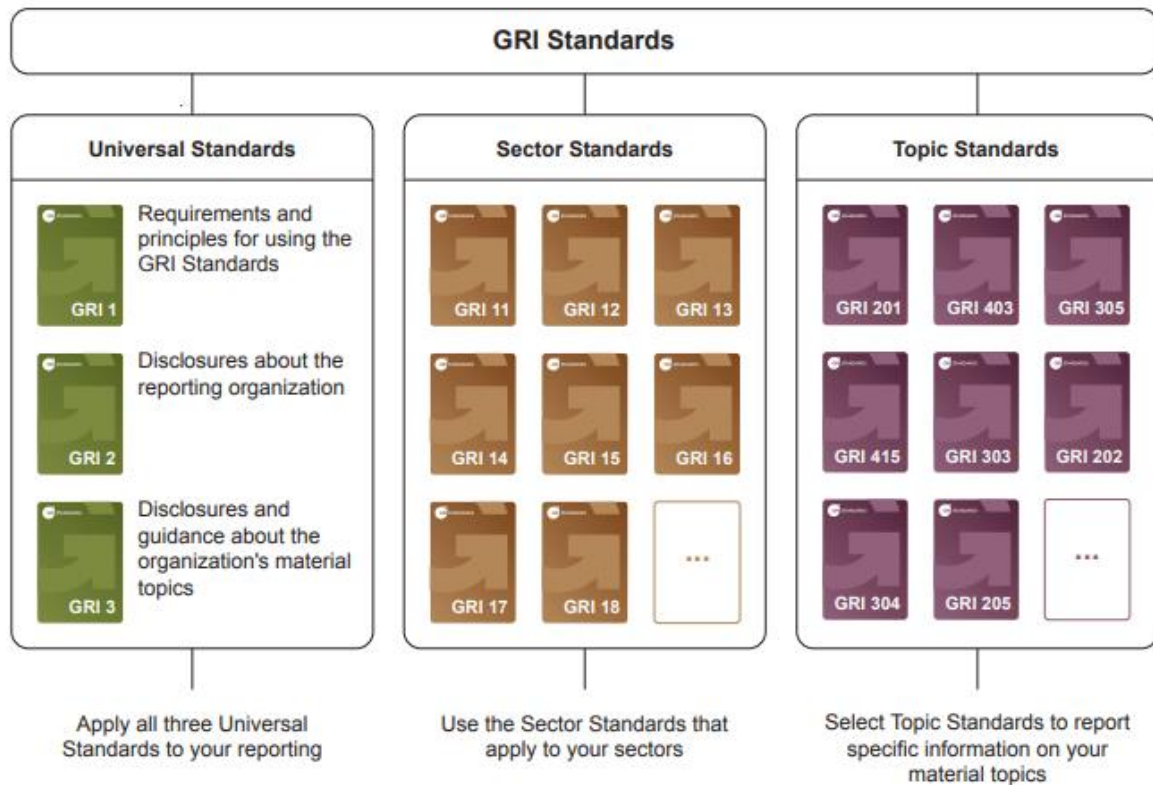 GRI Standards
Universal Standards
Requirements and
principles for using the
GRI Standards
GRI 1
Disclosures about the
reporting organization
GRI 2
Disclosures and
guidance about the
organization's material
topics
GRI 3
Apply all three Universal
Standards to your reporting
Sector Standards
GRI 11 GRI 12 GRI 13
GRI 14 GRI 15 GRI 16
GRI 17 GRI 18 ...
Use the Sector Standards that
apply to your sectors
Topic Standards
GRI 201 GRI 403 GRI 305
GRI 415 GRI 303 GRI 202
GRI 304 GRI 205 ...
Select Topic Standards to report
specific information on your
material topics